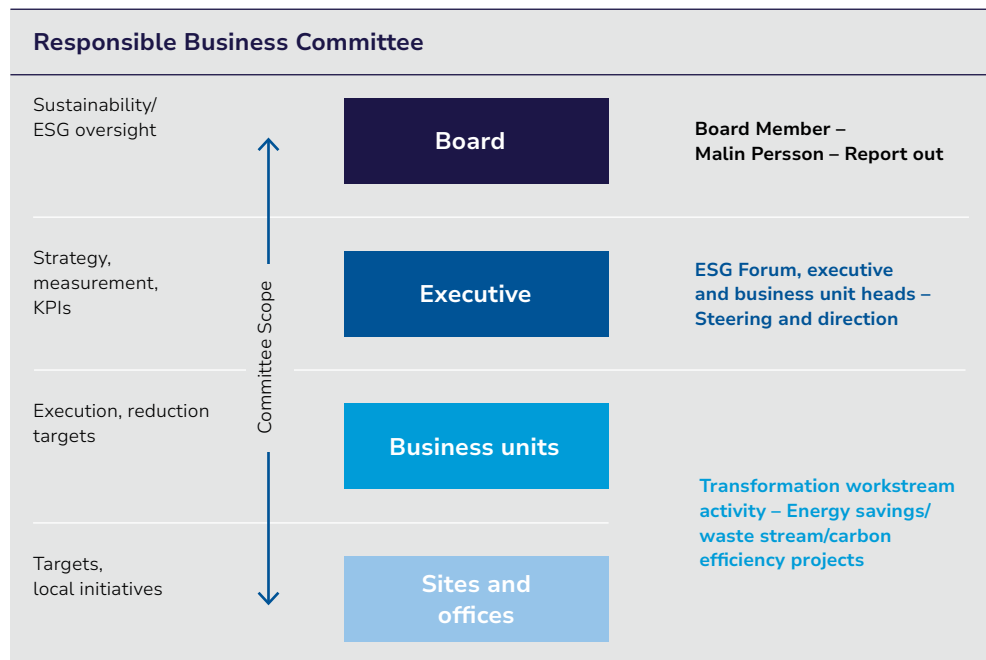 Responsible Business Committee
Sustainability/
ESG oversight
Board
Board Member –
Malin Persson – Report out
Strategy,
measurement,
KPIs
Executive
ESG Forum, executive
and business unit heads –
Steering and direction
Committee Scope
Execution, reduction
targets
Business units
Transformation workstream
activity – Energy savings/
waste stream/carbon
efficiency projects
Targets,
local initiatives
Sites and
offices